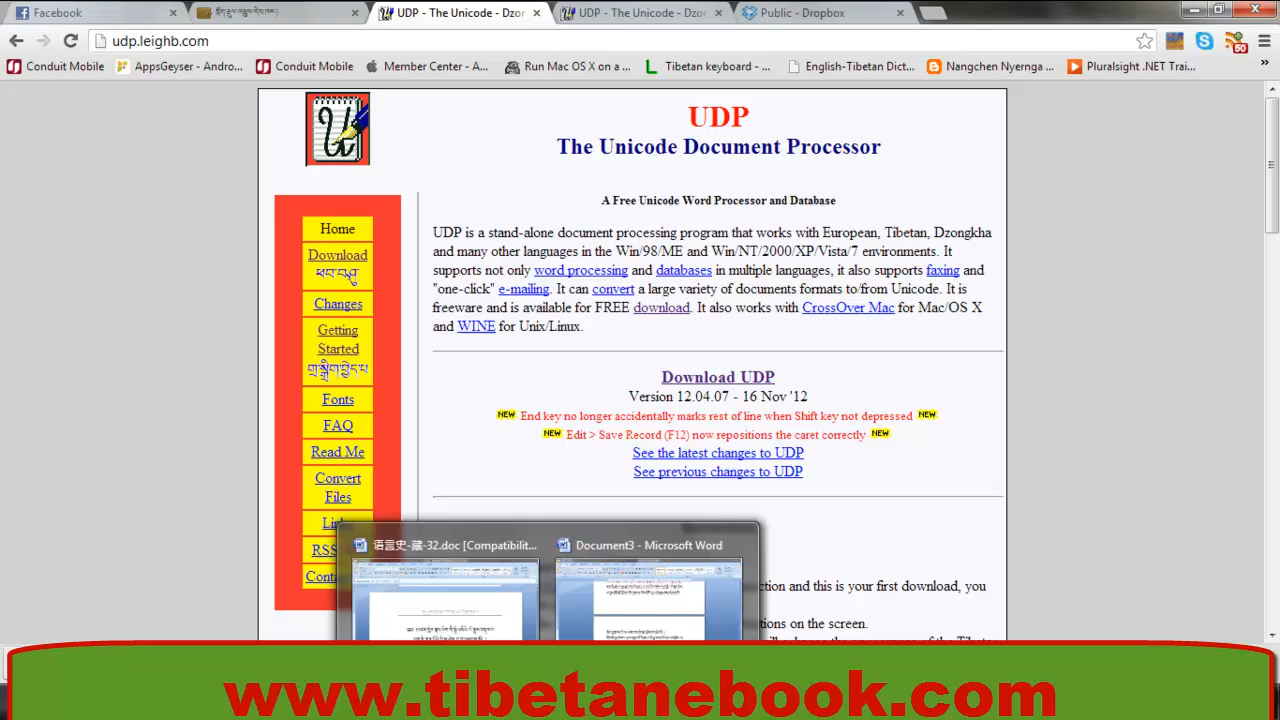 Facebook
UDP - The Unicode - Dzor
UDP - The Unicode - Dzor
Public - Dropbox
udp.leighb.com
50
Conduit Mobile
AppsGeyser - Andro...
Conduit Mobile
Member Center - A...
Run Mac OS X on a ...
Tibetan keyboard - ...
English-Tibetan Dict...
Nangchen Nyernga ...
Pluralsight .NET Trai...
»
UDP
The Unicode Document Processor
Home
Download
ཕབ་བཤུ།
Changes
Getting
Started
Fonts
FAQ
Read Me
Convert
Files
A Free Unicode Word Processor and Database
UDP is a stand-alone document processing program that works with European, Tibetan, Dzongkha
and many other languages in the Win/98/ME and Win/NT/2000/XP/Vista/7 environments. It
supports not only word processing and databases in multiple languages, it also supports faxing and
"one-click" e-mailing. It can convert a large variety of documents formats to/from Unicode. It is
freeware and is available for FREE download. It also works with CrossOver Mac for Mac/OS X
and WINE for Unix/Linux.
Download UDP
Version 12.04.07 - 16 Nov '12
NEW End key no longer accidentally marks rest of line when Shift key not depressed NEW
NEW Edit > Save Record (F12) now repositions the caret correctly NEW
See the latest changes to UDP
See previous changes to UDP
RSS
语言史-藏-32.doc [Compatibilit...
Document3 - Microsoft Word
ction and this is your first download, you
tions on the screen.
www.tibetanebook.com